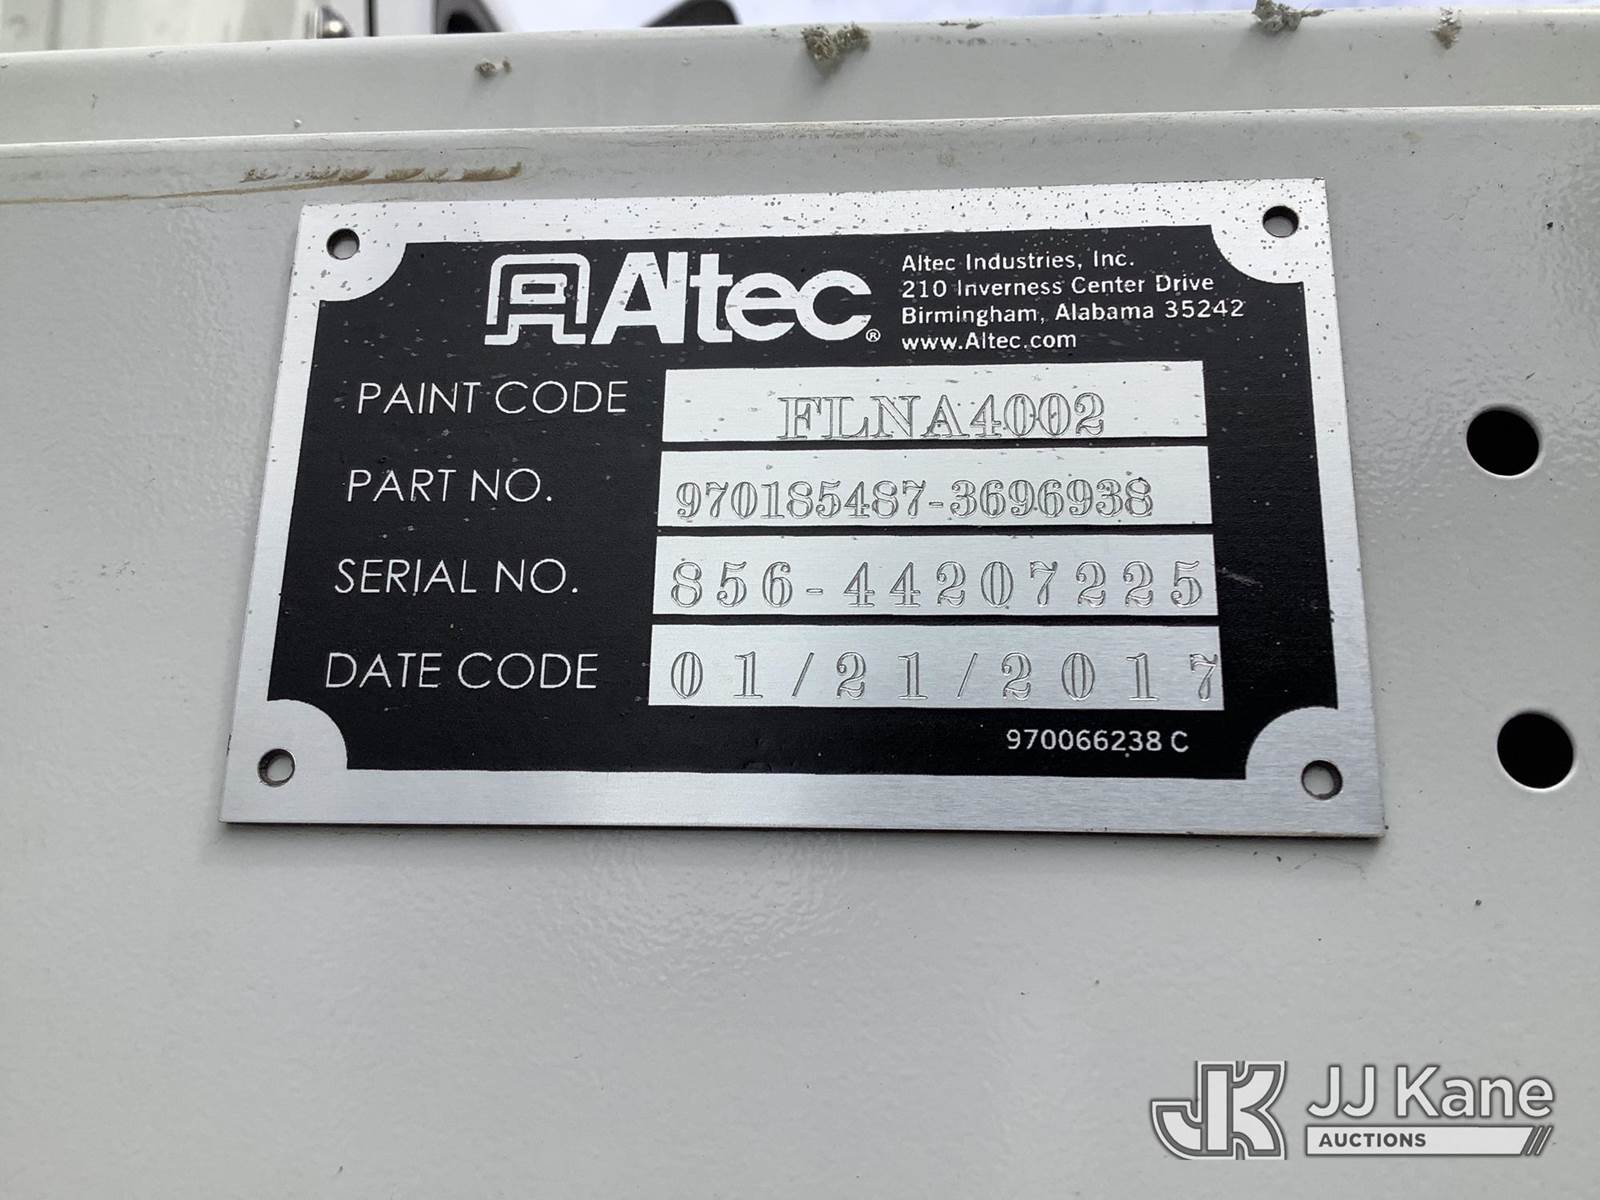 Altec®
Altec Industries, Inc.
210 Inverness Center Drive
Birmingham, Alabama 35242
www.Altec.com
PAINT CODE FLNA4002
PART NO. 970185487-3696938
SERIAL NO. 856-44207225
DATE CODE 01/21/2017
970066238 C
JK JJ Kane
AUCTIONS